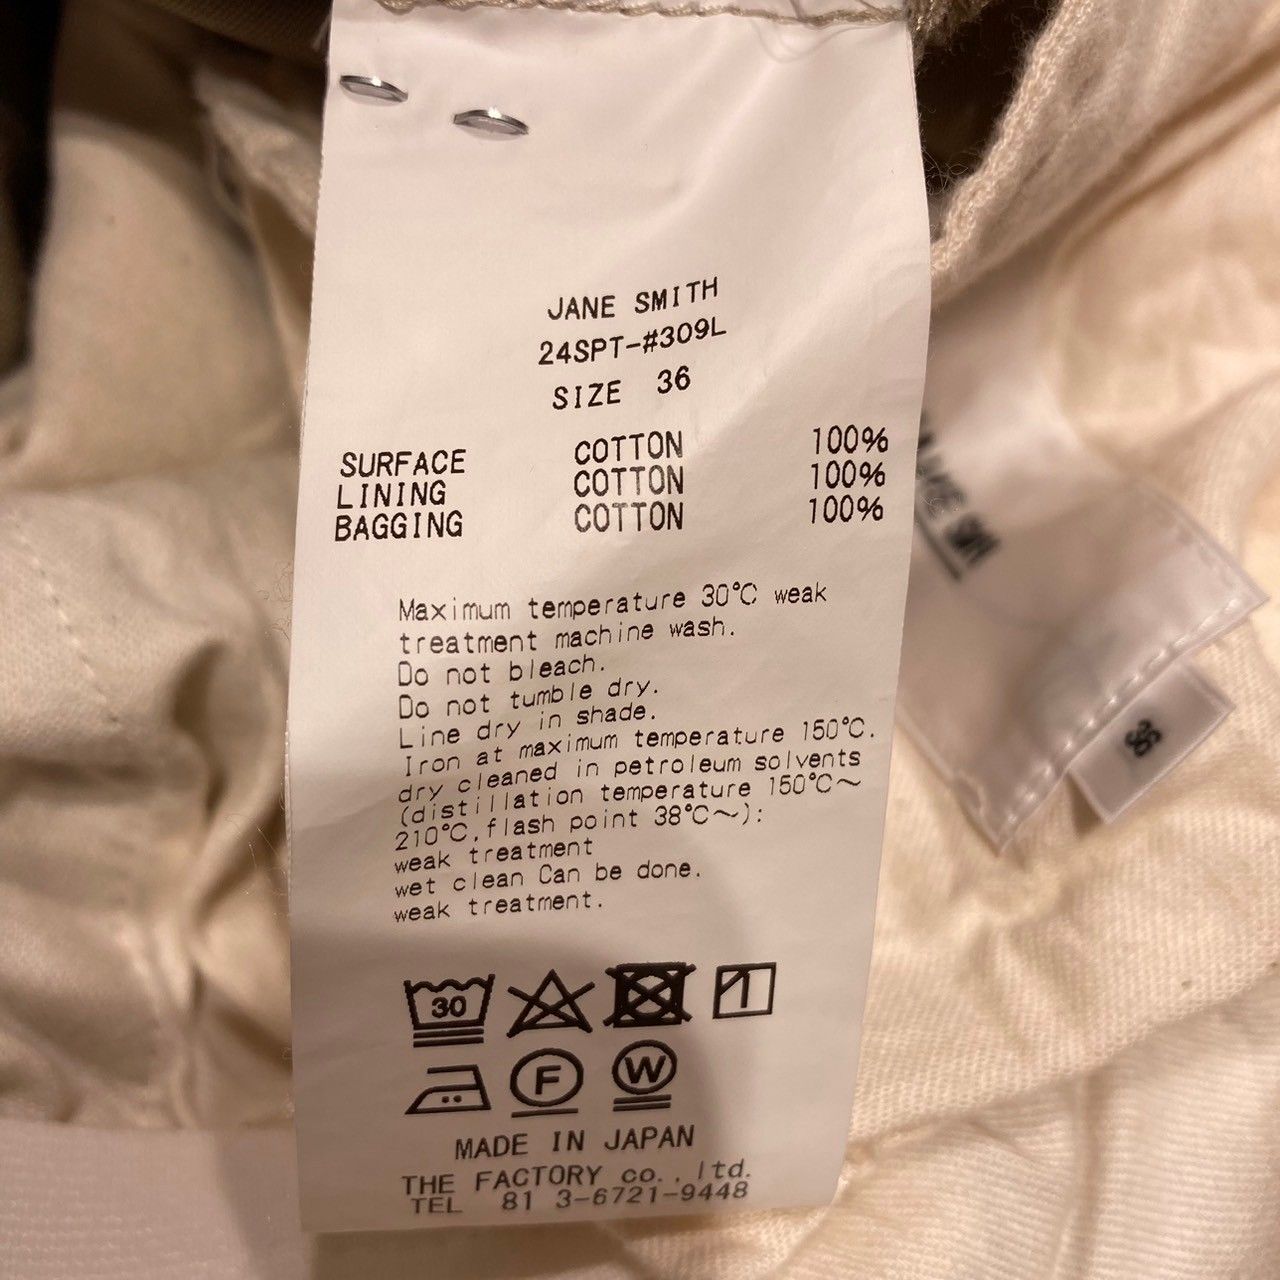 JANE SMITH
24SPT-#309L
SIZE 36
SURFACE COTTON 100%
LINING COTTON 100%
BAGGING COTTON 100%
Maximum temperature 30℃ weak
treatment machine wash.
Do not bleach.
Do not tumble dry.
Line dry in shade.
Iron at maximum temperature 150℃.
dry cleaned in petroleum solvents
(distillation temperature 150℃～
210℃,flash point 38℃～):
weak treatment
wet clean Can be done.
weak treatment.
30
F W
MADE IN JAPAN
THE FACTORY co., ltd.
TEL 81 3-6721-9448
36